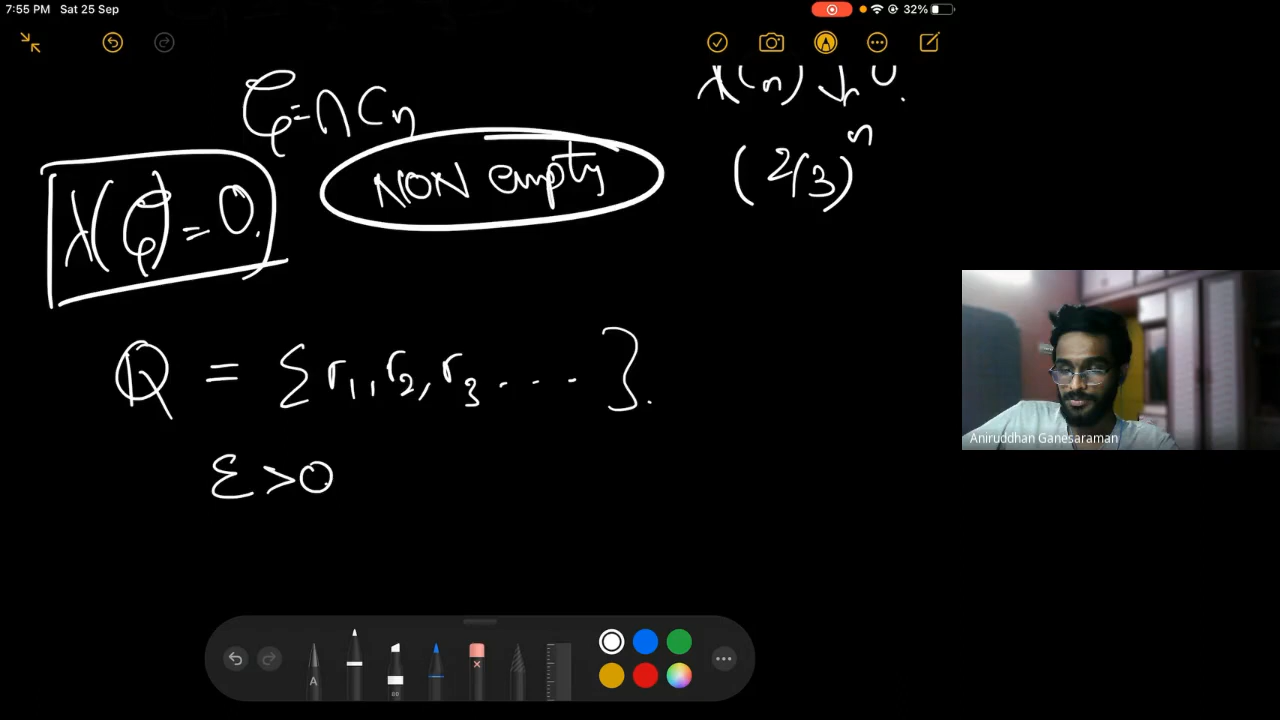 7:55 PM Sat 25 Sep
32%
C = ∩ Cn
λ(n) ↓ 0.
(2/3)^n
λ(C) = 0.
NON empty
Q = {r1, r2, r3 . . . . }.
ε > 0
Aniruddhan Ganesaraman
A